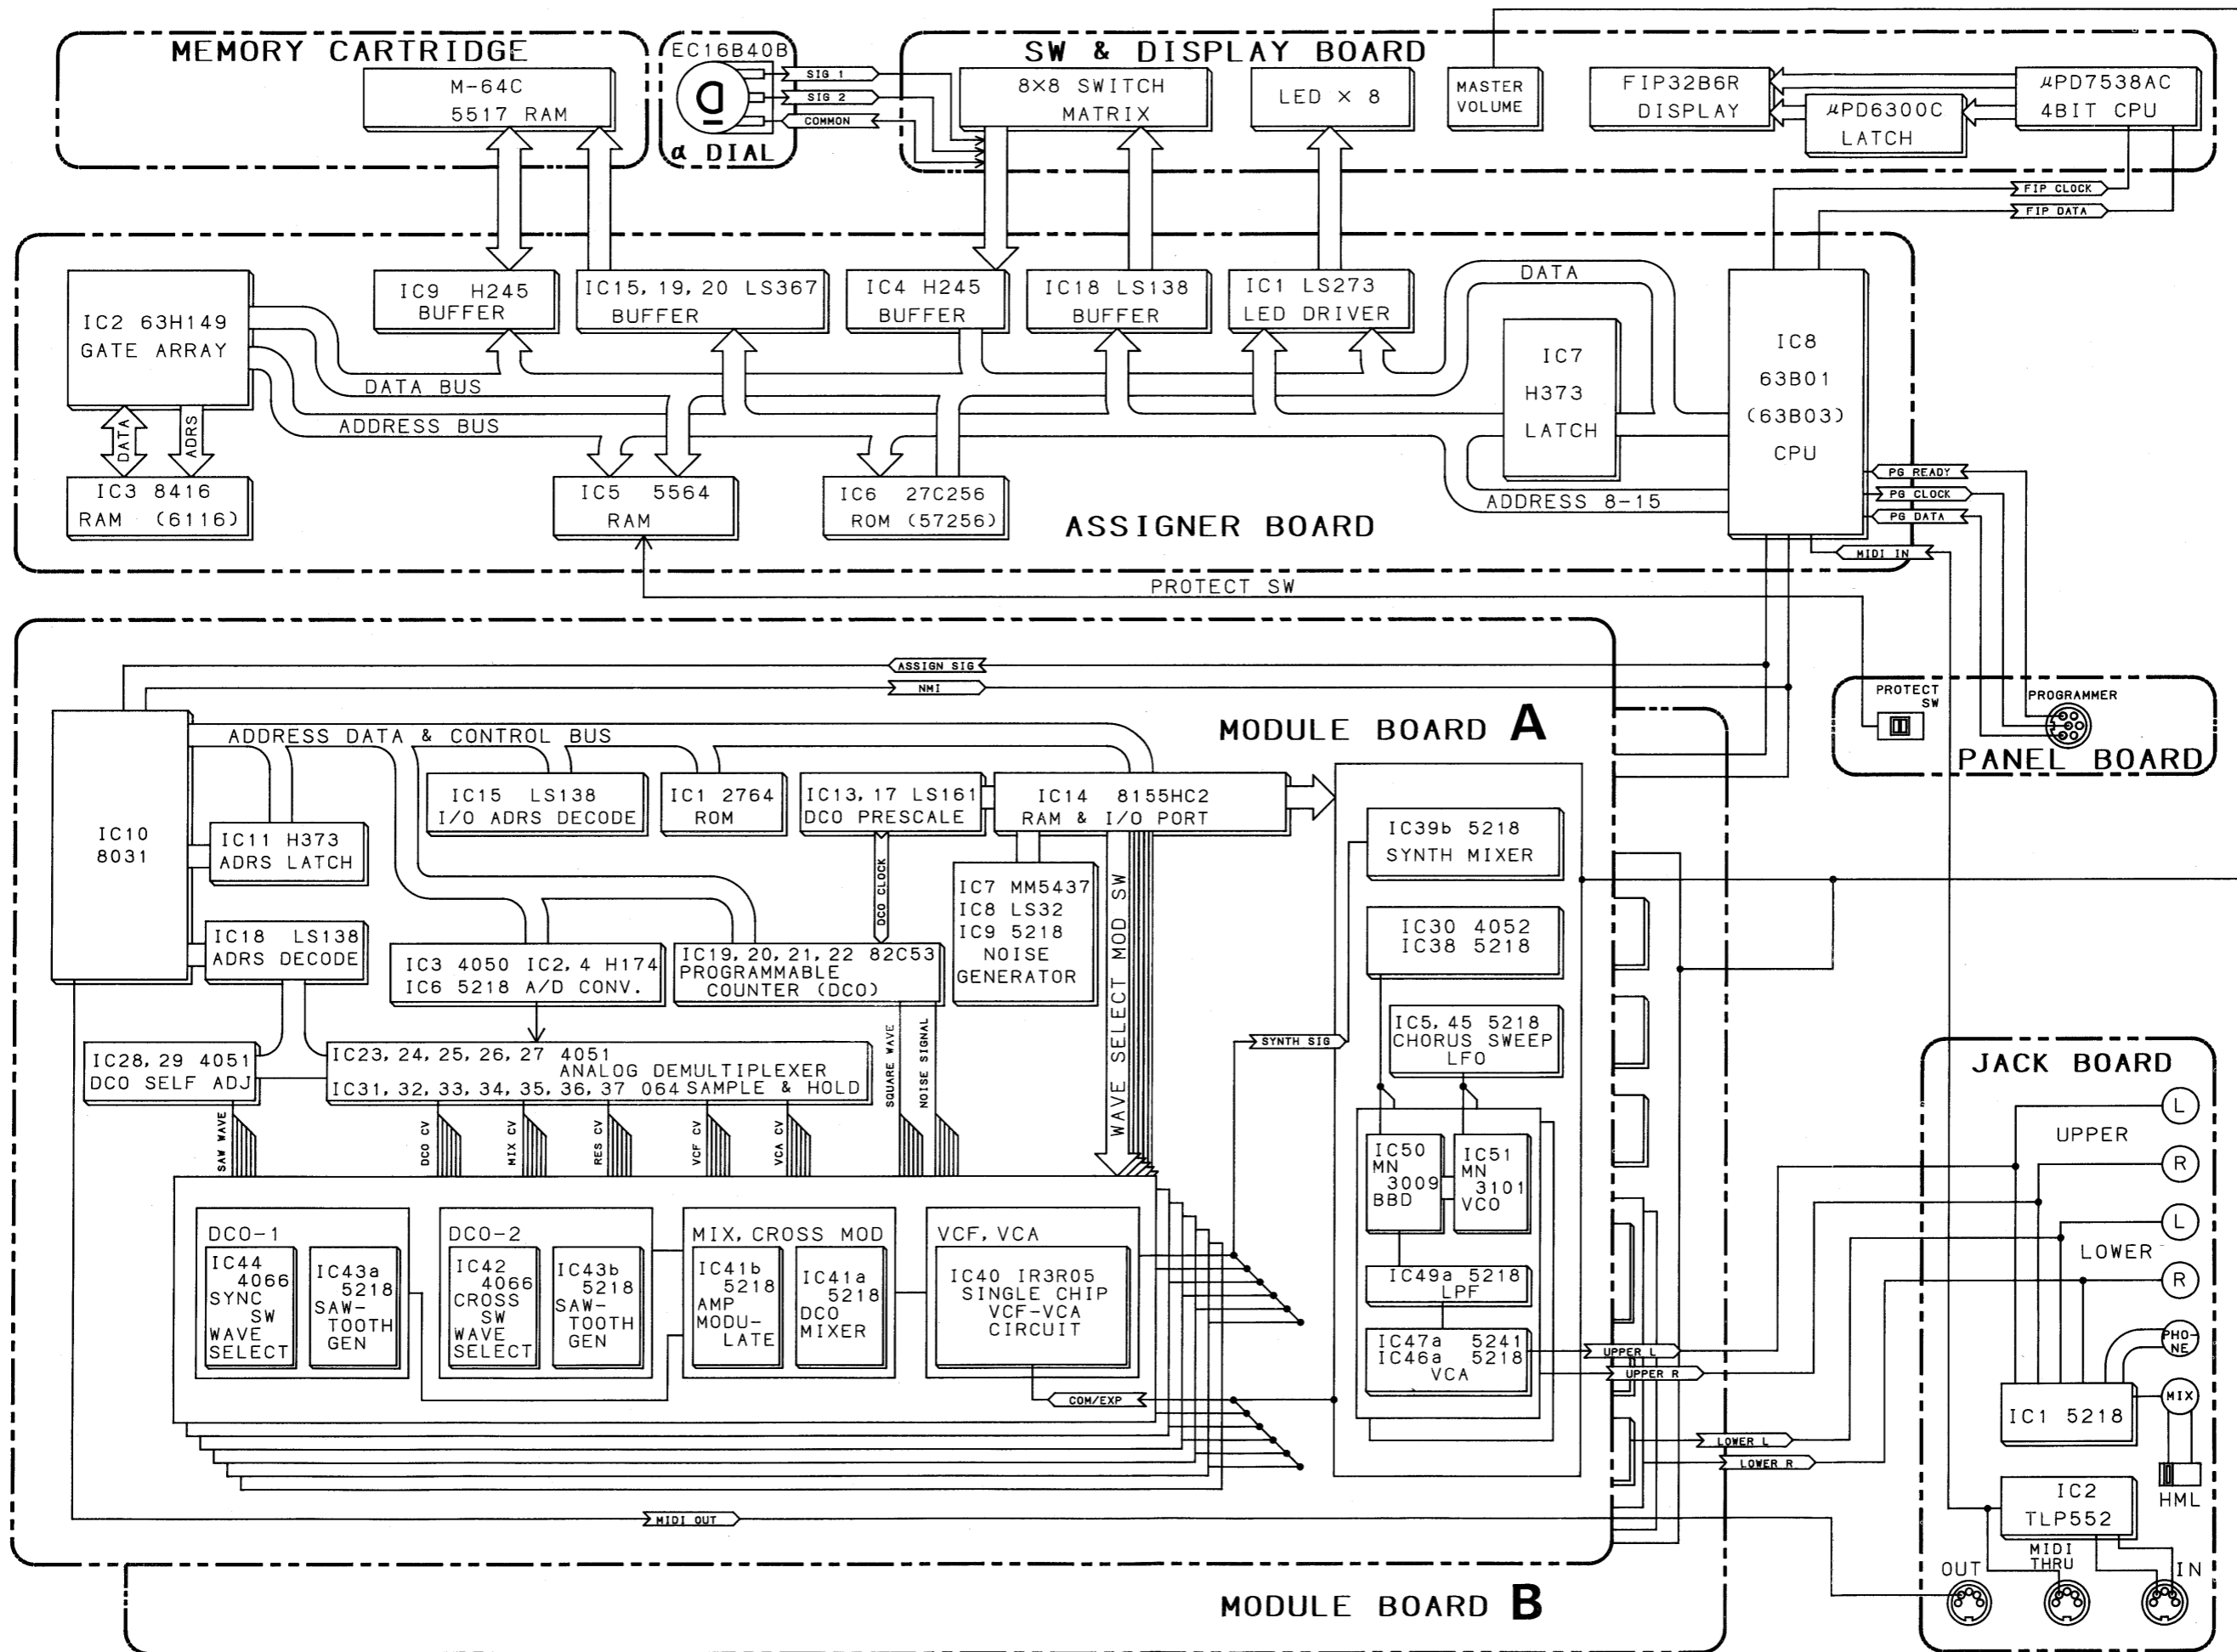 MEMORY CARTRIDGE
M-64C
5517 RAM
EC16B40B
α DIAL
SIG 1
SIG 2
COMMON
SW & DISPLAY BOARD
8×8 SWITCH
MATRIX
LED × 8
MASTER
VOLUME
FIP32B6R
DISPLAY
μPD6300C
LATCH
μPD7538AC
4BIT CPU
FIP CLOCK
FIP DATA
IC2 63H149
GATE ARRAY
IC9 H245
BUFFER
IC15, 19, 20 LS367
BUFFER
IC4 H245
BUFFER
IC18 LS138
BUFFER
IC1 LS273
LED DRIVER
DATA
IC7
H373
LATCH
IC8
63B01
(63B03)
CPU
DATA BUS
ADDRESS BUS
DATA
ADRS
IC3 8416
RAM (6116)
IC5 5564
RAM
IC6 27C256
ROM (57256)
ADDRESS 8-15
ASSIGNER BOARD
PG READY
PG CLOCK
PG DATA
MIDI IN
PROTECT SW
ASSIGN SIG
NMI
MODULE BOARD A
PROTECT
SW
PROGRAMMER
PANEL BOARD
ADDRESS DATA & CONTROL BUS
IC10
8031
IC11 H373
ADRS LATCH
IC15 LS138
I/O ADRS DECODE
IC1 2764
ROM
IC13, 17 LS161
DCO PRESCALE
IC14 8155HC2
RAM & I/O PORT
DCO CLOCK
IC7 MM5437
IC8 LS32
IC9 5218
NOISE
GENERATOR
WAVE SELECT MOD SW
IC39b 5218
SYNTH MIXER
IC30 4052
IC38 5218
IC18 LS138
ADRS DECODE
IC3 4050 IC2, 4 H174
IC6 5218 A/D CONV.
IC19, 20, 21, 22 82C53
PROGRAMMABLE
COUNTER (DCO)
IC5, 45 5218
CHORUS SWEEP
LFO
SYNTH SIG
IC28, 29 4051
DCO SELF ADJ
IC23, 24, 25, 26, 27 4051
ANALOG DEMULTIPLEXER
IC31, 32, 33, 34, 35, 36, 37 064 SAMPLE & HOLD
SQUARE WAVE
NOISE SIGNAL
SAW WAVE
DCO CV
MIX CV
RES CV
VCF CV
VCA CV
IC50
MN
3009
BBD
IC51
MN
3101
VCO
IC49a 5218
LPF
IC47a 5241
IC46a 5218
VCA
DCO-1
IC44
4066
SYNC
SW
WAVE
SELECT
IC43a
5218
SAW-
TOOTH
GEN
DCO-2
IC42
4066
CROSS
SW
WAVE
SELECT
IC43b
5218
SAW-
TOOTH
GEN
MIX, CROSS MOD
IC41b
5218
AMP
MODU-
LATE
IC41a
5218
DCO
MIXER
VCF, VCA
IC40 IR3R05
SINGLE CHIP
VCF-VCA
CIRCUIT
COM/EXP
UPPER L
UPPER R
LOWER L
LOWER R
MIDI OUT
MODULE BOARD B
JACK BOARD
L
UPPER
R
L
LOWER
R
PHO-
NE
MIX
IC1 5218
HML
IC2
TLP552
MIDI
THRU
OUT
IN